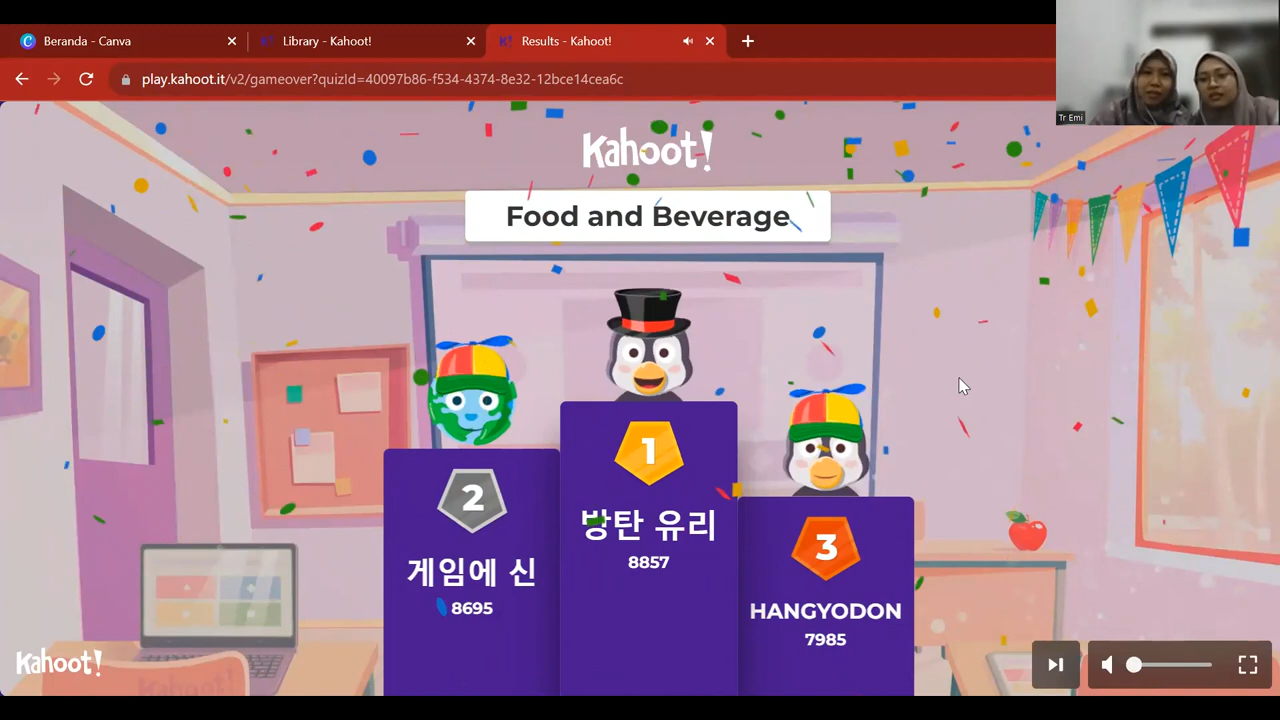 Beranda - Canva
Library - Kahoot!
Results - Kahoot!
play.kahoot.it/v2/gameover?quizId=40097b86-f534-4374-8e32-12bce14cea6c
Tr Emi
Kahoot!
Food and Beverage
1
방탄 유리
8857
2
게임에 신
8695
3
HANGYODON
7985
Kahoot!